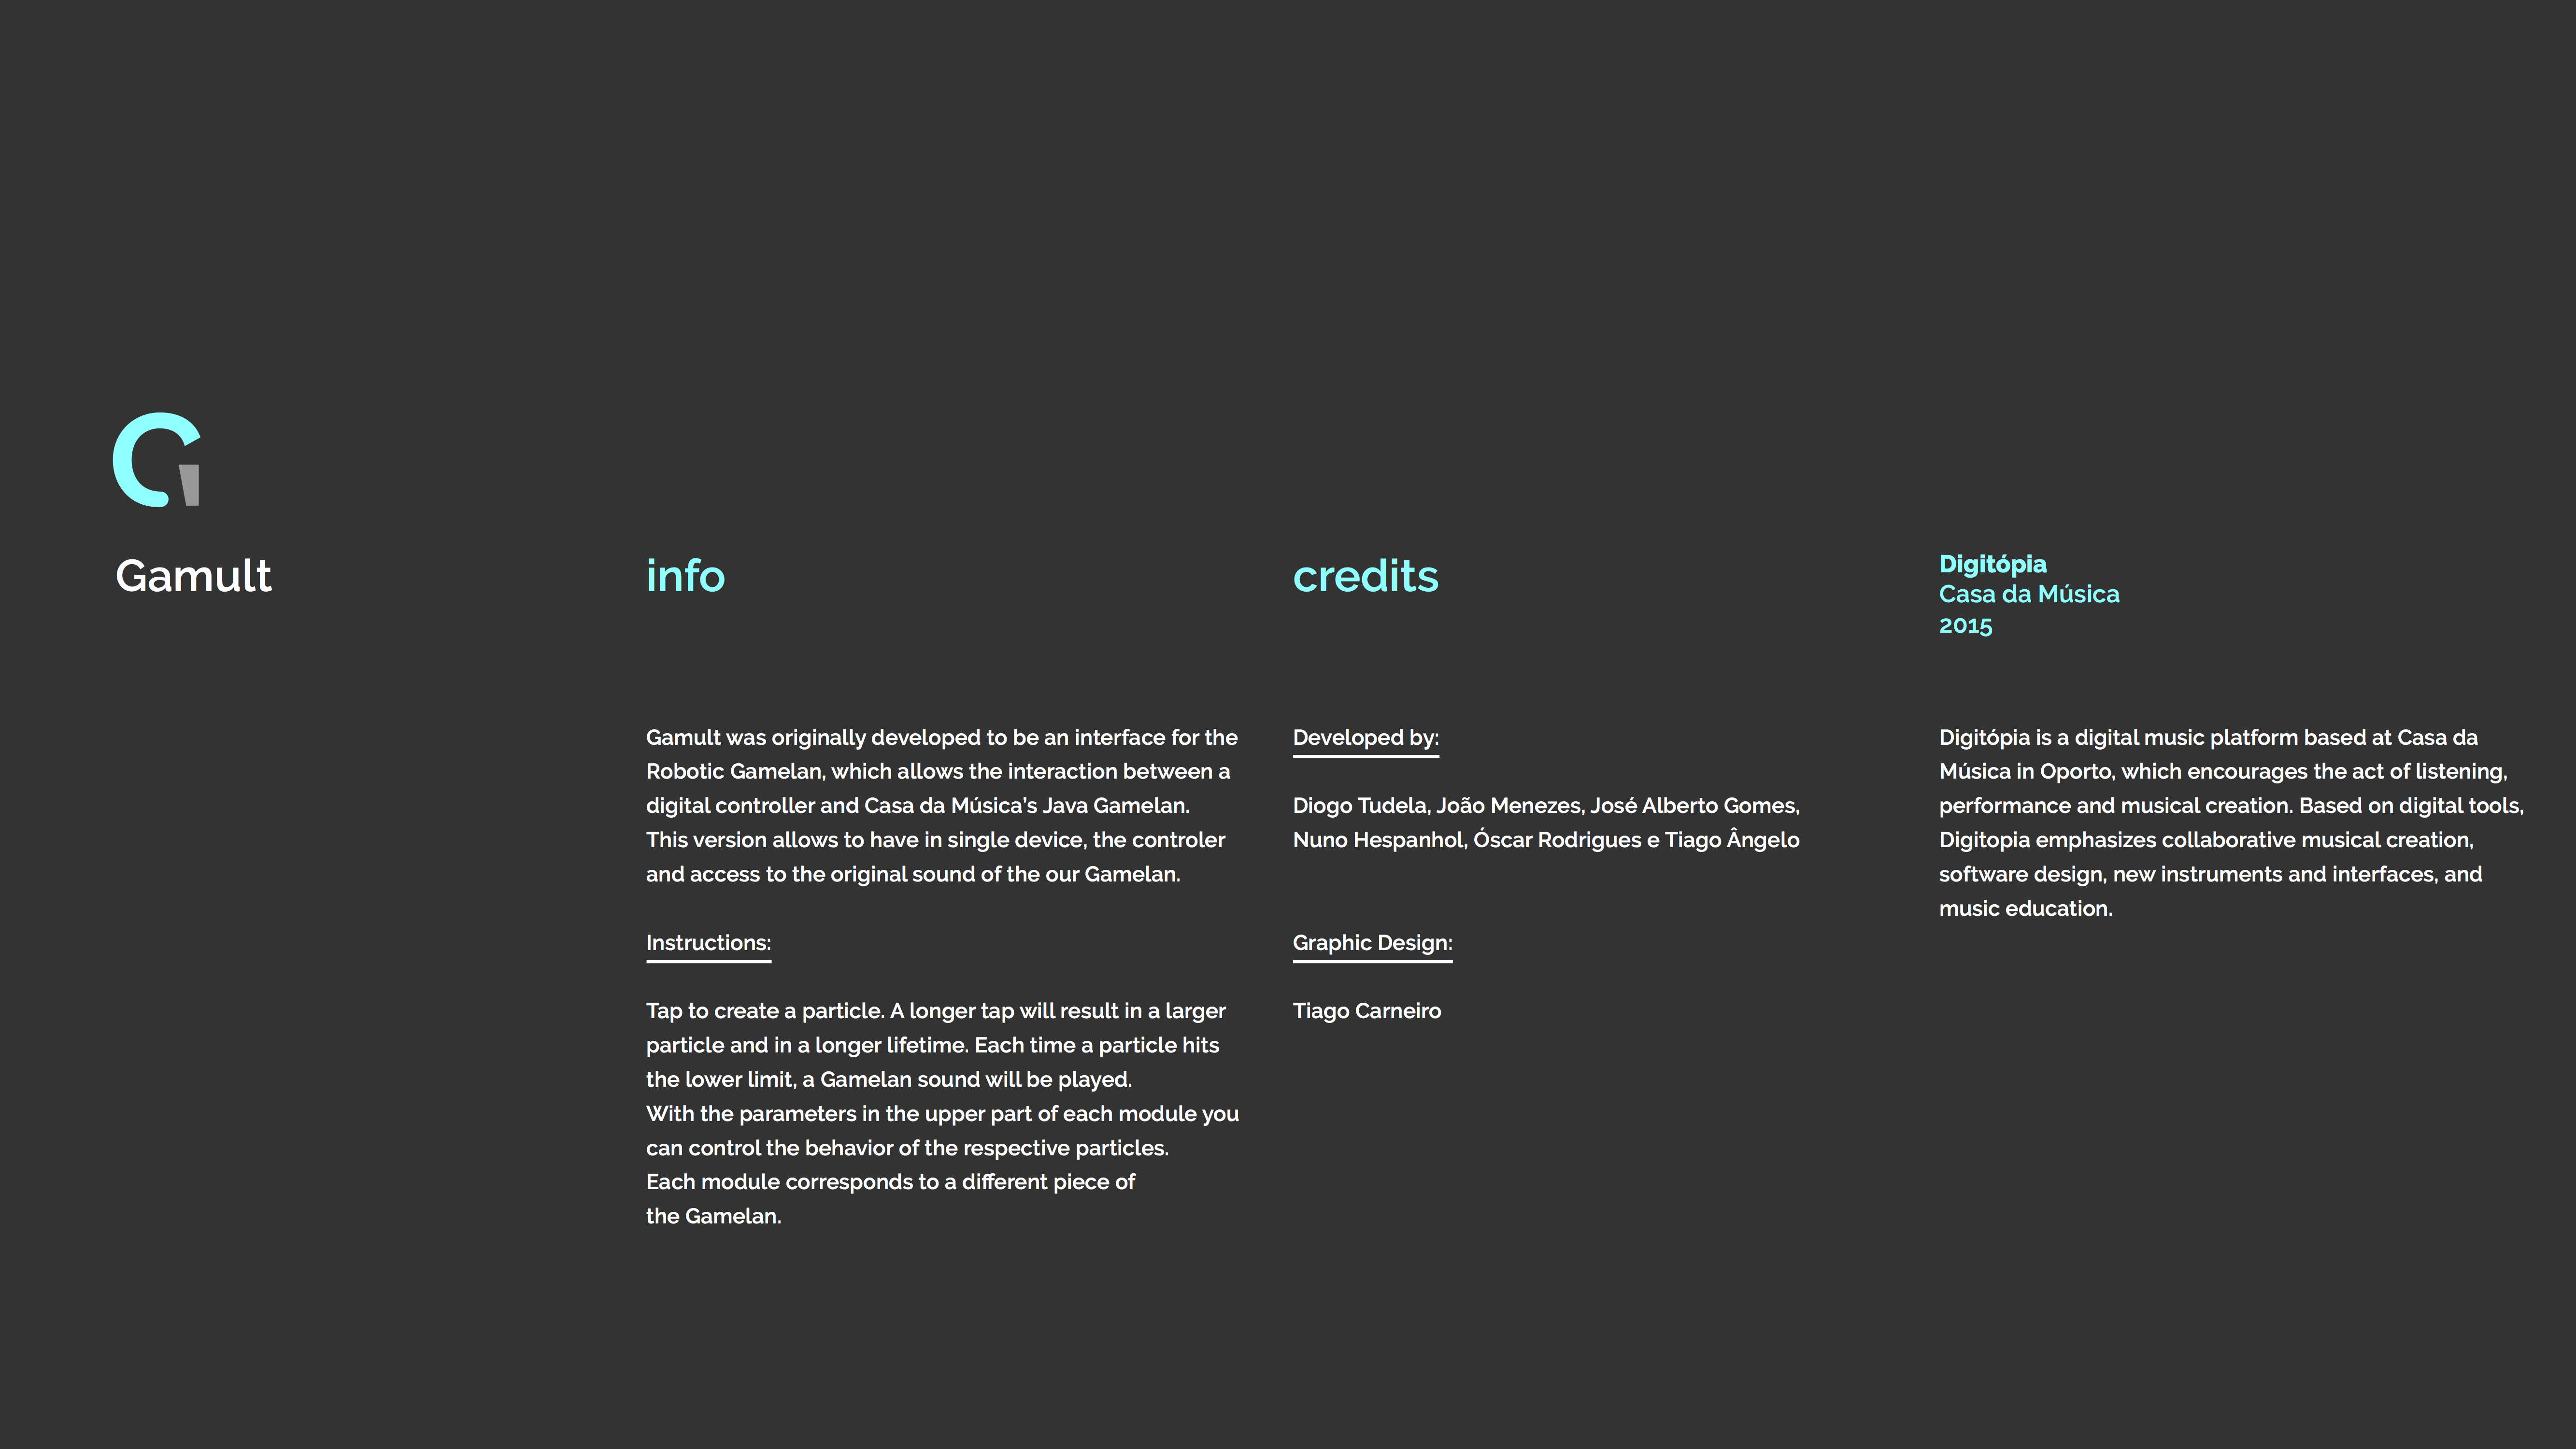 Gamult
info
Gamult was originally developed to be an interface for the
Robotic Gamelan, which allows the interaction between a
digital controller and Casa da Música’s Java Gamelan.
This version allows to have in single device, the controler
and access to the original sound of the our Gamelan.
Instructions:
Tap to create a particle. A longer tap will result in a larger
particle and in a longer lifetime. Each time a particle hits
the lower limit, a Gamelan sound will be played.
With the parameters in the upper part of each module you
can control the behavior of the respective particles.
Each module corresponds to a different piece of
the Gamelan.
credits
Developed by:
Diogo Tudela, João Menezes, José Alberto Gomes,
Nuno Hespanhol, Óscar Rodrigues e Tiago Ângelo
Graphic Design:
Tiago Carneiro
Digitópia
Casa da Música
2015
Digitópia is a digital music platform based at Casa da
Música in Oporto, which encourages the act of listening,
performance and musical creation. Based on digital tools,
Digitopia emphasizes collaborative musical creation,
software design, new instruments and interfaces, and
music education.